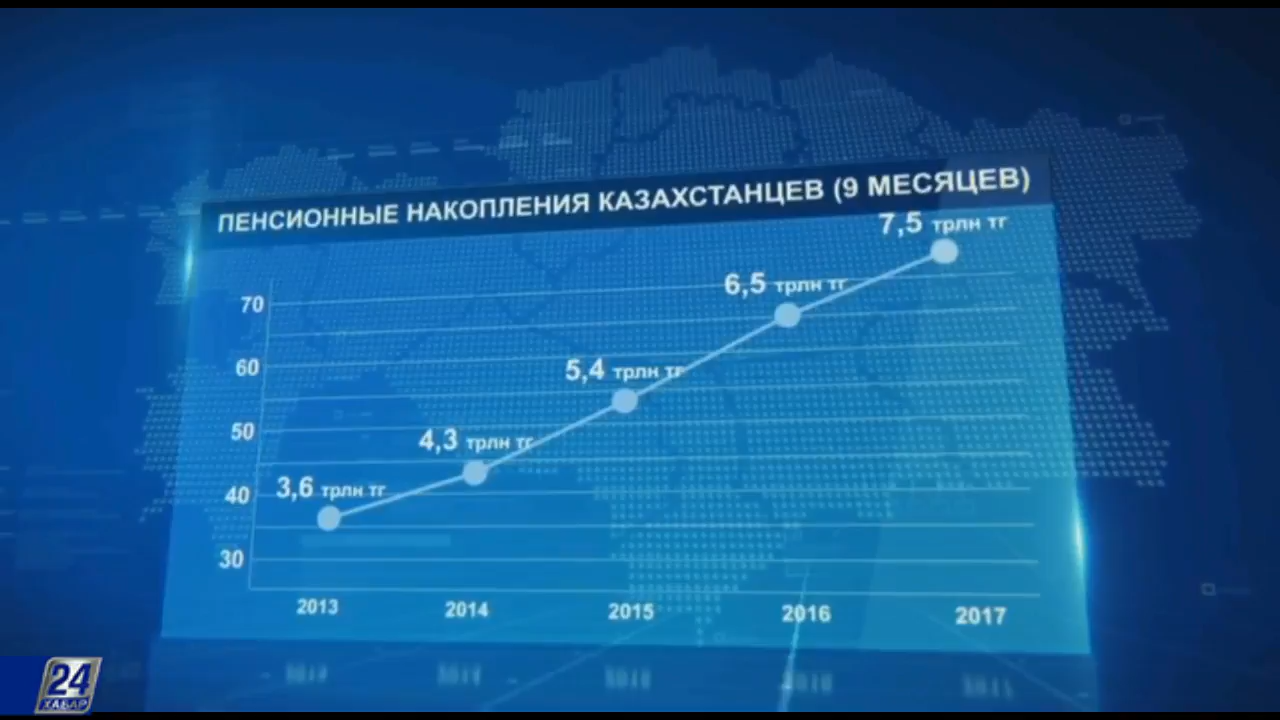 ПЕНСИОННЫЕ НАКОПЛЕНИЯ КАЗАХСТАНЦЕВ (9 МЕСЯЦЕВ)
7,5 трлн тг
6,5 трлн тг
5,4 трлн тг
4,3 трлн тг
3,6 трлн тг
70
60
50
40
30
2013 2014 2015 2016 2017
24
ХАБАР